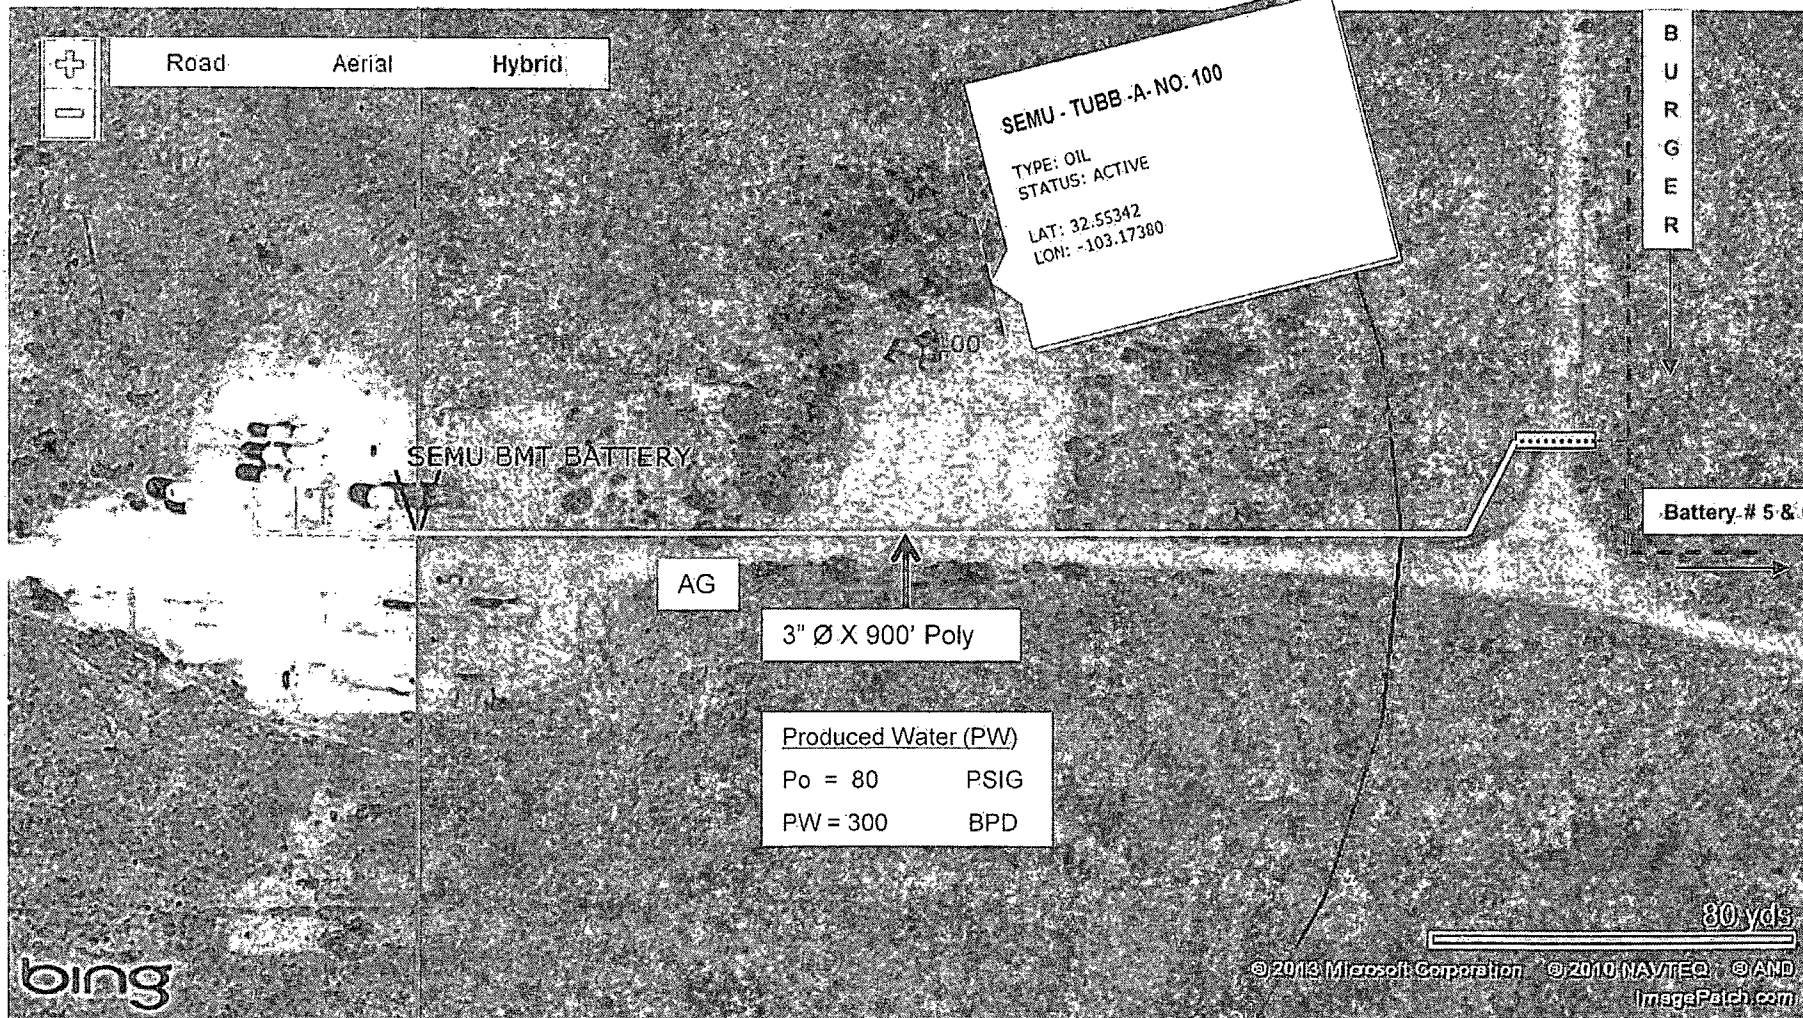 Road Aerial Hybrid
SEMU - TUBB -A- NO. 100
TYPE: OIL
STATUS: ACTIVE
LAT: 32.55342
LON: -103.17380
B
U
R
G
E
R
00
SEMU BMT BATTERY
Battery # 5 &
AG
3" Ø X 900' Poly
Produced Water (PW)
Po = 80 PSIG
PW = 300 BPD
80 yds
bing
© 2013 Microsoft Corporation © 2010 NAVTEQ © AND
ImagePatch.com